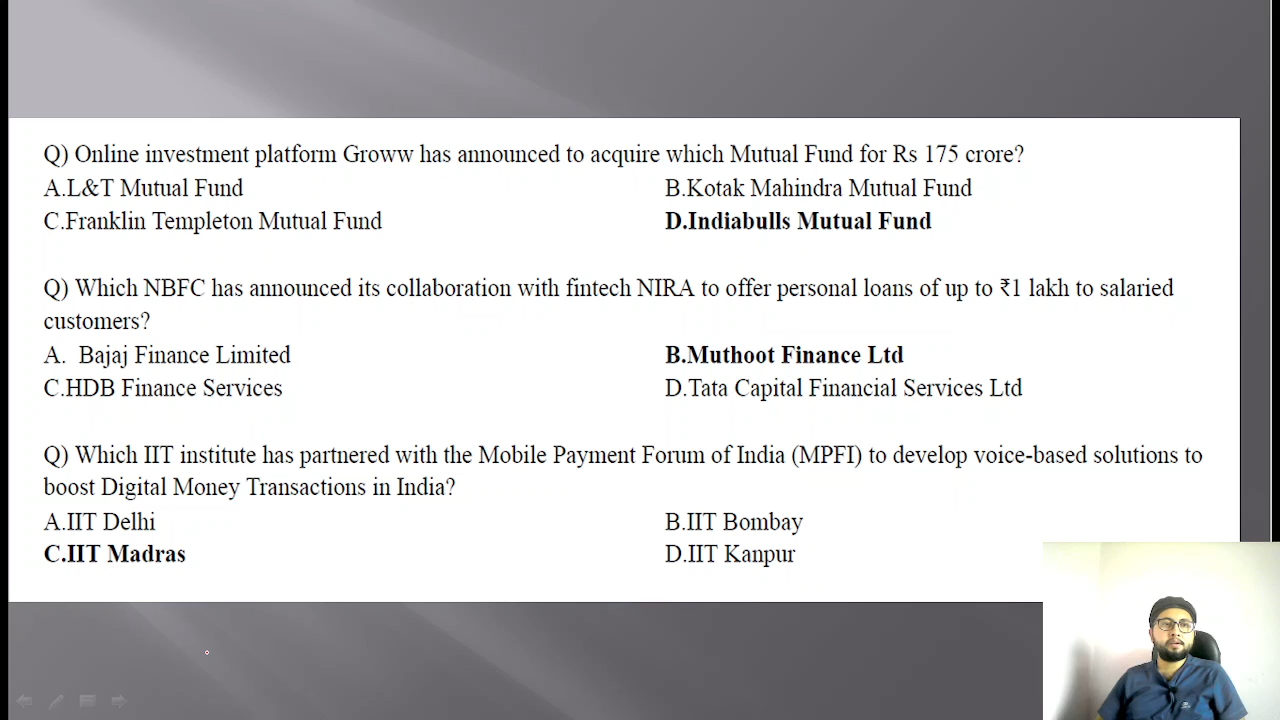 Q) Online investment platform Groww has announced to acquire which Mutual Fund for Rs 175 crore?
A.L&T Mutual Fund B.Kotak Mahindra Mutual Fund
C.Franklin Templeton Mutual Fund D.Indiabulls Mutual Fund
Q) Which NBFC has announced its collaboration with fintech NIRA to offer personal loans of up to ₹1 lakh to salaried
customers?
A. Bajaj Finance Limited B.Muthoot Finance Ltd
C.HDB Finance Services D.Tata Capital Financial Services Ltd
Q) Which IIT institute has partnered with the Mobile Payment Forum of India (MPFI) to develop voice-based solutions to
boost Digital Money Transactions in India?
A.IIT Delhi B.IIT Bombay
C.IIT Madras D.IIT Kanpur